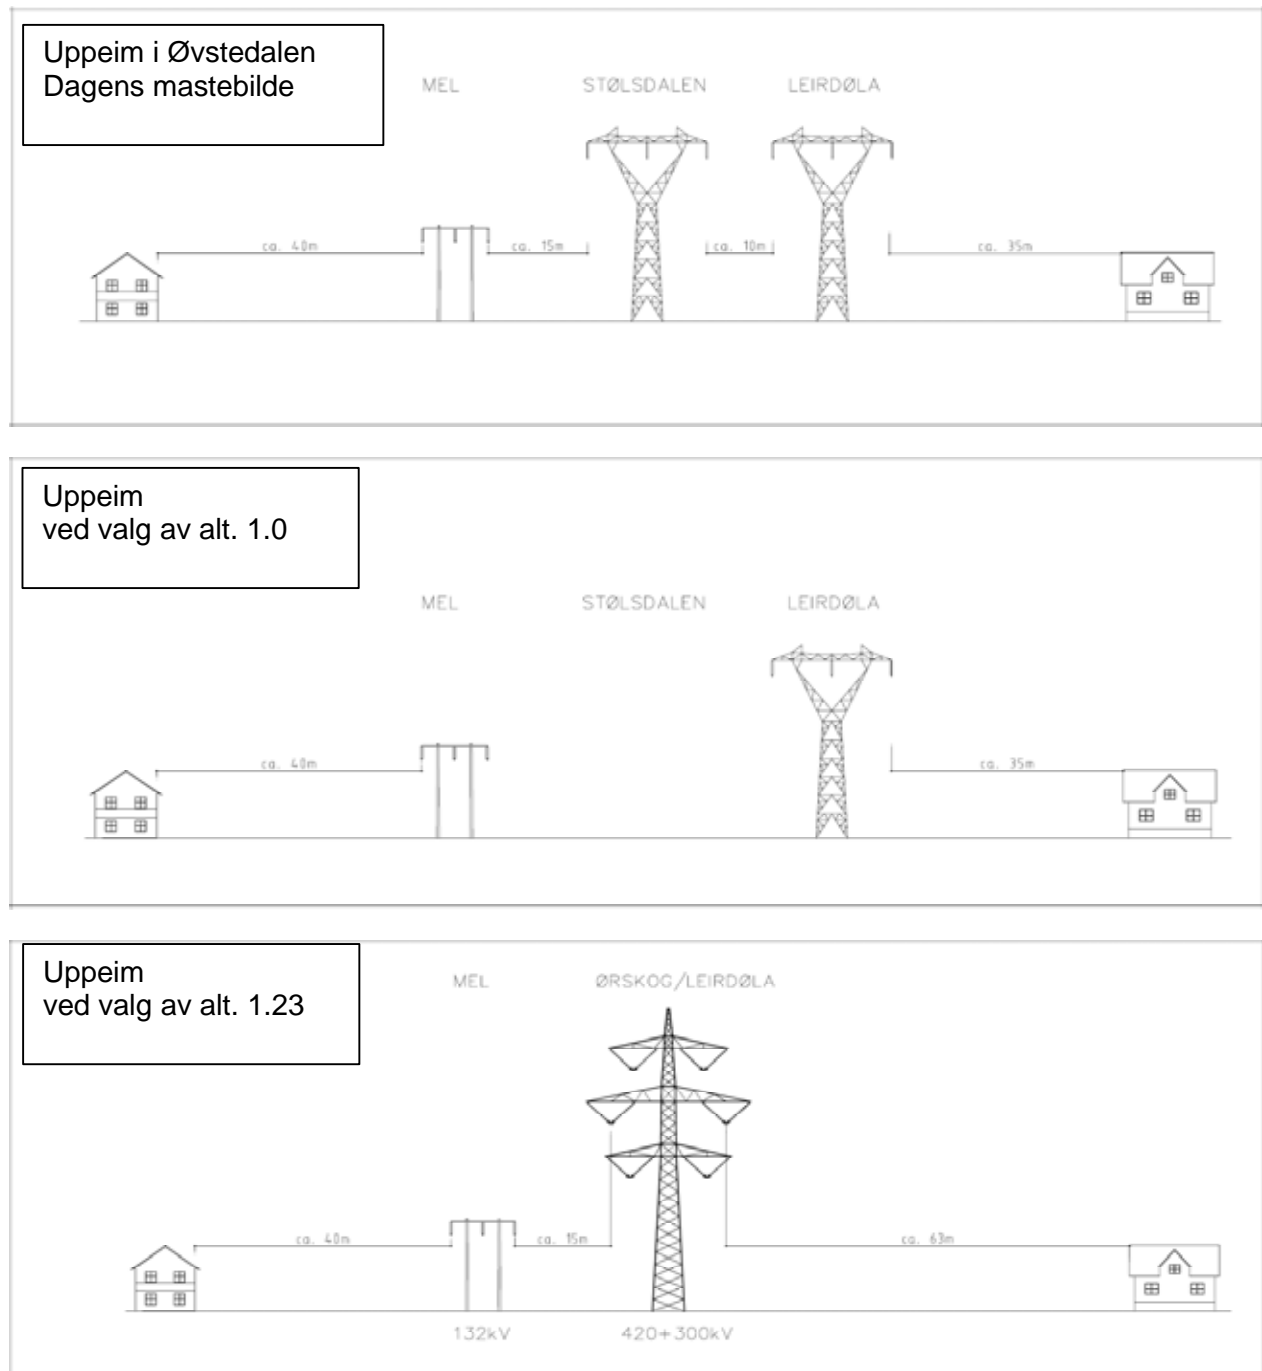 Uppeim i Øvstedalen
Dagens mastebilde
MEL STØLSDALEN LEIRDØLA
ca. 40m ca. 15m ca. 10m ca. 35m
Uppeim
ved valg av alt. 1.0
MEL STØLSDALEN LEIRDØLA
ca. 40m ca. 35m
Uppeim
ved valg av alt. 1.23
MEL ØRSKOG/LEIRDØLA
ca. 40m ca. 15m ca. 63m
132kV 420+300kV